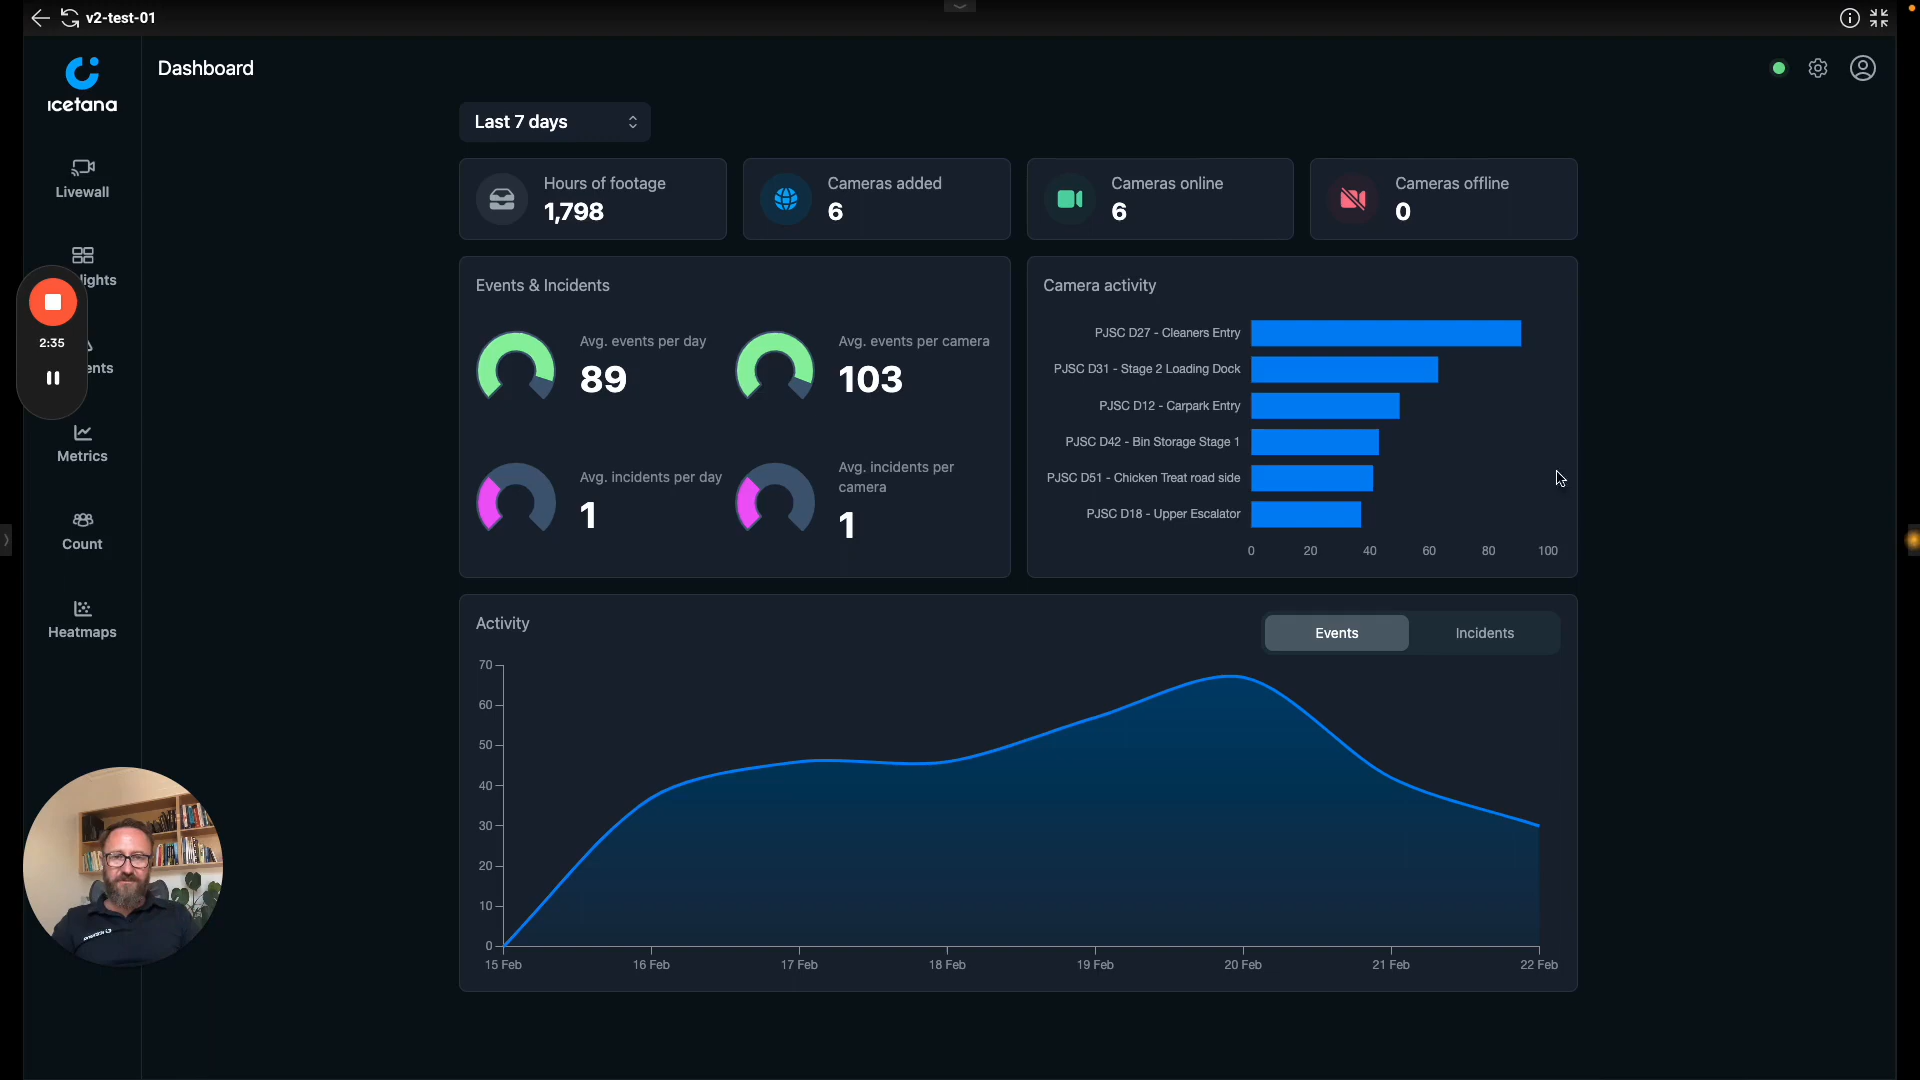 v2-test-01
icetana
Dashboard
Last 7 days
Livewall
lights
2:35
ents
Metrics
Count
Heatmaps
Hours of footage
1,798
Cameras added
6
Cameras online
6
Cameras offline
0
Events & Incidents
Avg. events per day
89
Avg. events per camera
103
Avg. incidents per day
1
Avg. incidents per
camera
1
Camera activity
PJSC D27 - Cleaners Entry
PJSC D31 - Stage 2 Loading Dock
PJSC D12 - Carpark Entry
PJSC D42 - Bin Storage Stage 1
PJSC D51 - Chicken Treat road side
PJSC D18 - Upper Escalator
0 20 40 60 80 100
Activity
Events
Incidents
70
60
50
40
30
20
10
0
15 Feb 16 Feb 17 Feb 18 Feb 19 Feb 20 Feb 21 Feb 22 Feb